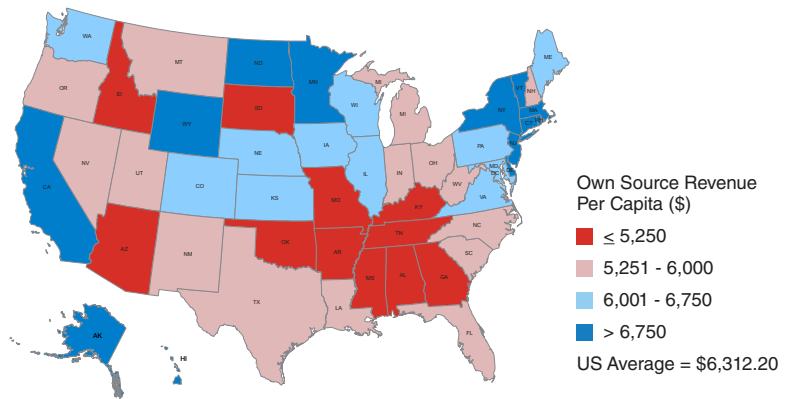 WA
ME
MT
ND
MN
VT
NH
OR
ID
SD
WI
MI
MI
NY
MA
CT
RI
WY
IA
PA
NJ
NV
NE
IL
IN
OH
MD
DE
DC
UT
CO
WV
VA
CA
KS
MO
KY
NC
TN
AZ
NM
OK
AR
SC
MS
AL
GA
TX
LA
FL
AK
HI
Own Source Revenue
Per Capita ($)
≤ 5,250
5,251 - 6,000
6,001 - 6,750
> 6,750
US Average = $6,312.20